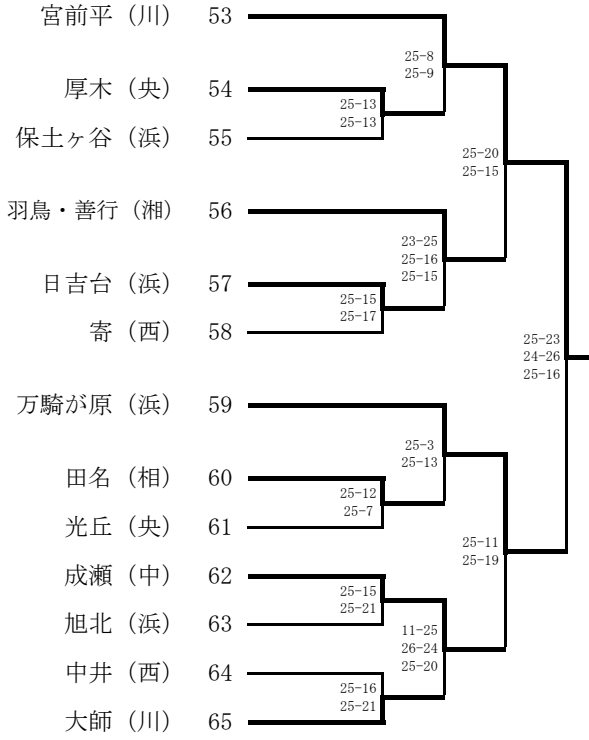 宮前平（川） 53
厚木（央） 54
保土ヶ谷（浜） 55
羽鳥・善行（湘） 56
日吉台（浜） 57
寄（西） 58
万騎が原（浜） 59
田名（相） 60
光丘（央） 61
成瀬（中） 62
旭北（浜） 63
中井（西） 64
大師（川） 65
25-13
25-13
25-15
25-17
25-12
25-7
25-15
25-21
25-16
25-21
25-8
25-9
23-25
25-16
25-15
25-3
25-13
11-25
26-24
25-20
25-20
25-15
25-11
25-19
25-23
24-26
25-16